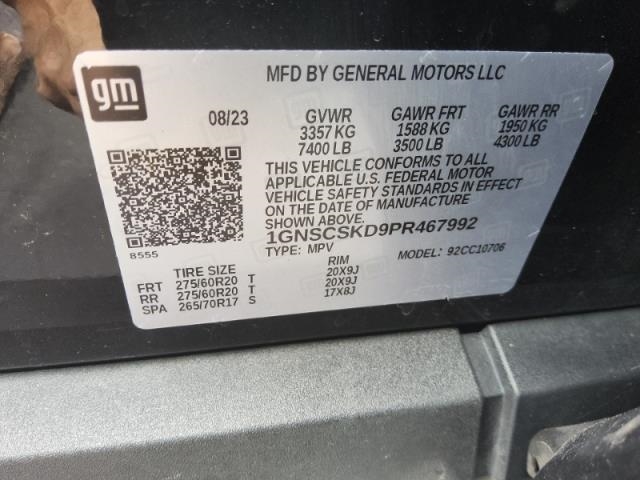 gm
MFD BY GENERAL MOTORS LLC
08/23 GVWR GAWR FRT GAWR RR
3357 KG 1588 KG 1950 KG
7400 LB 3500 LB 4300 LB
THIS VEHICLE CONFORMS TO ALL
APPLICABLE U.S. FEDERAL MOTOR
VEHICLE SAFETY STANDARDS IN EFFECT
ON THE DATE OF MANUFACTURE
SHOWN ABOVE.
1GNSCSKD9PR467992
8555 TYPE: MPV MODEL: 92CC10706
TIRE SIZE RIM
FRT 275/60R20 T 20X9J
RR 275/60R20 T 20X9J
SPA 265/70R17 S 17X8J